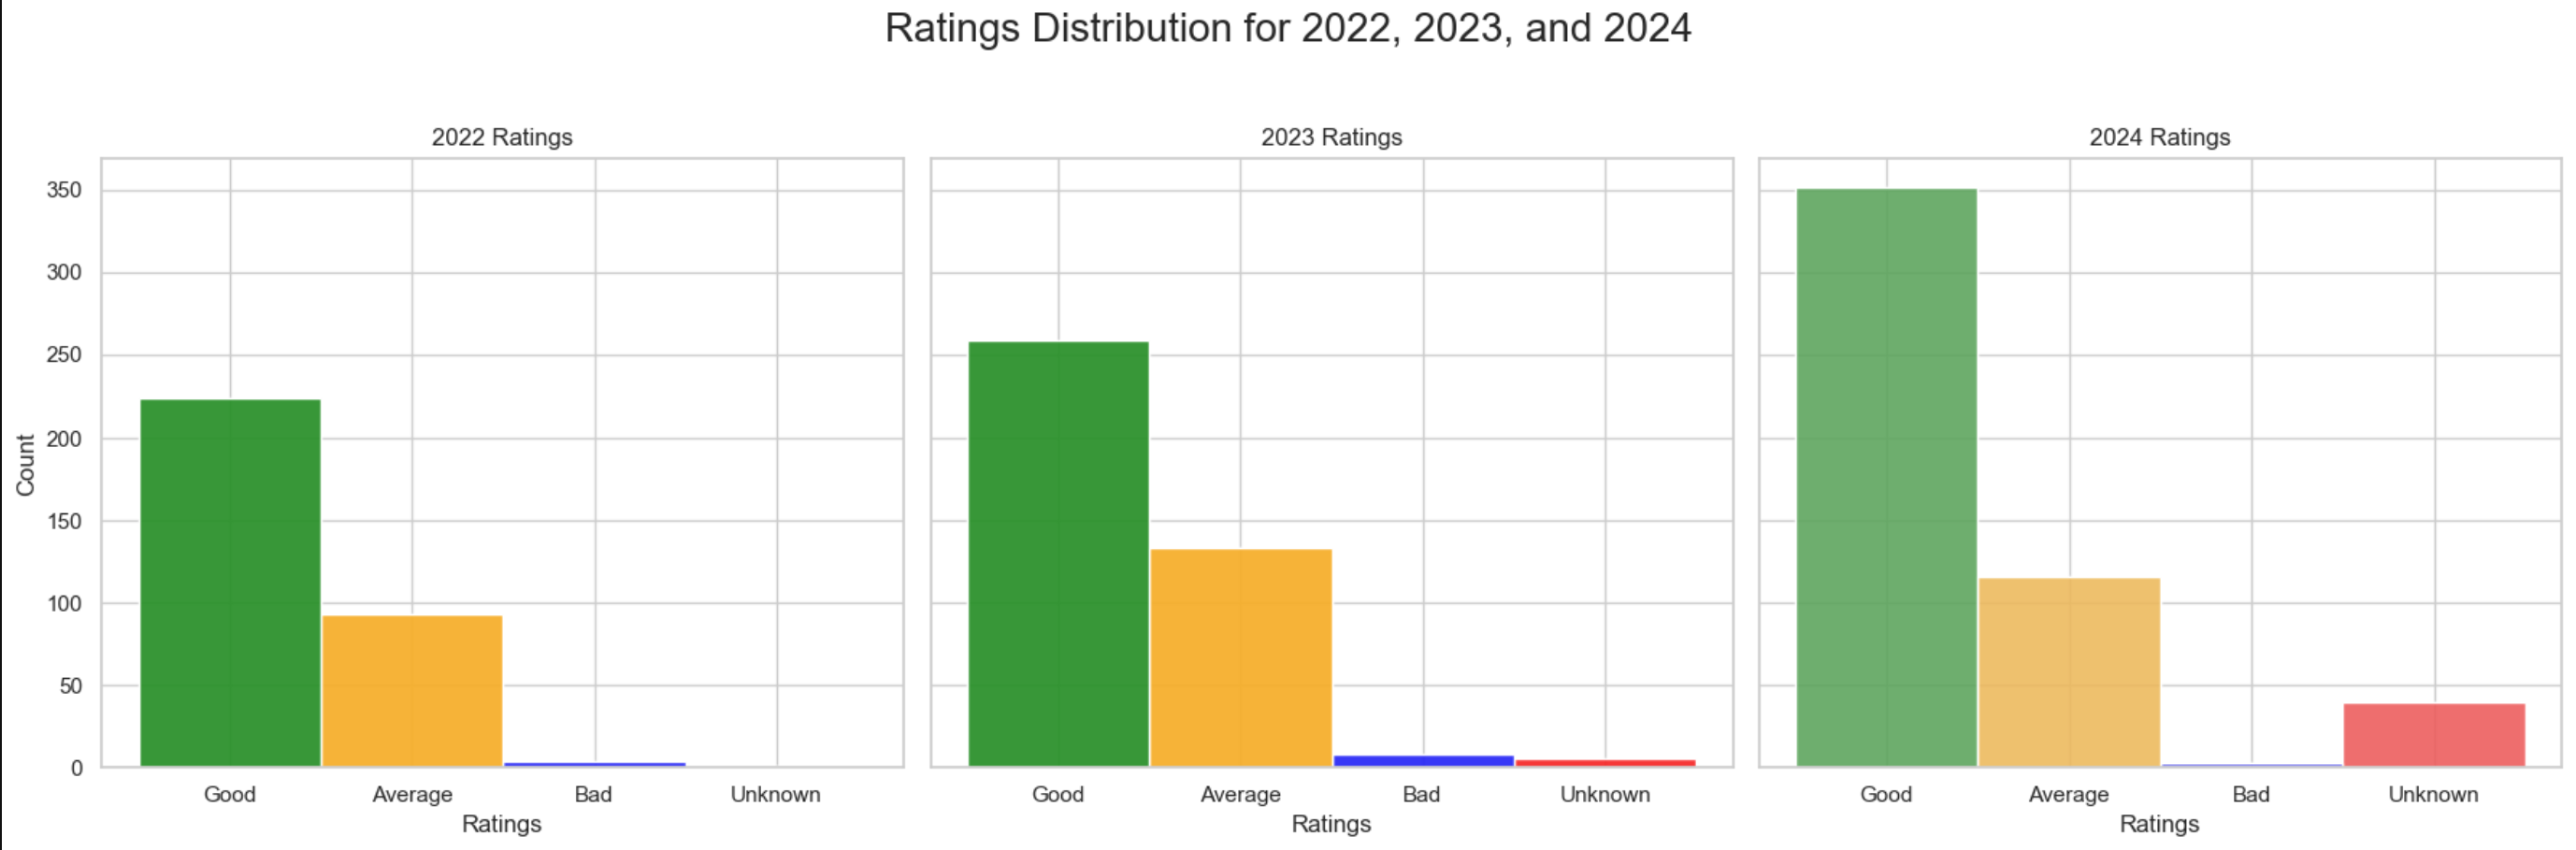 Ratings Distribution for 2022, 2023, and 2024
2022 Ratings
2023 Ratings
2024 Ratings
Count
350
300
250
200
150
100
50
0
Good Average Bad Unknown
Ratings
Good Average Bad Unknown
Ratings
Good Average Bad Unknown
Ratings